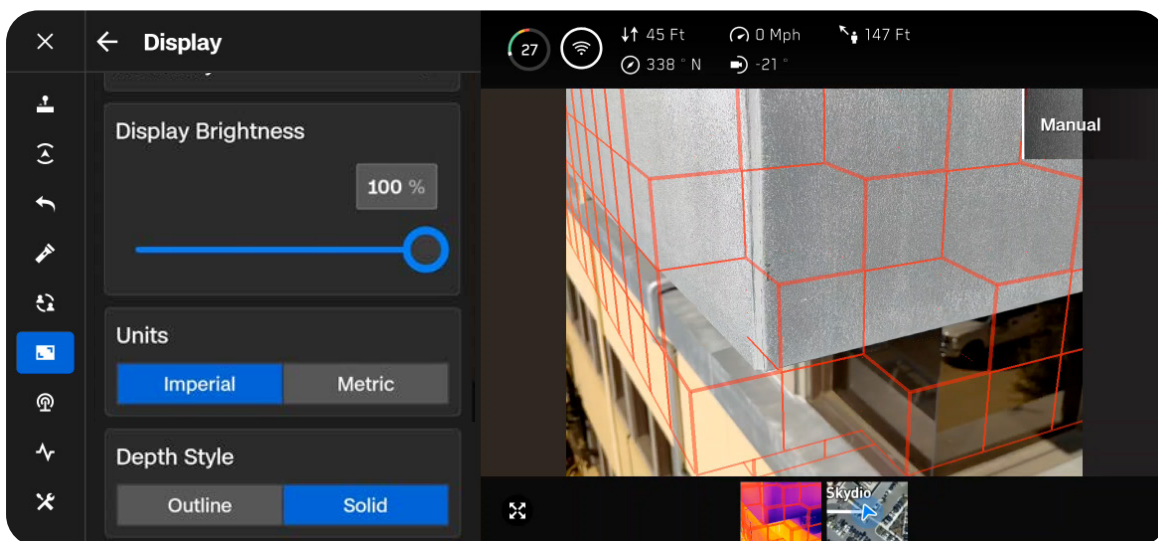 Display
27
45 Ft
0 Mph
147 Ft
338 ° N
-21 °
Display Brightness
100 %
Manual
Units
Imperial Metric
Depth Style
Outline Solid
Skydio